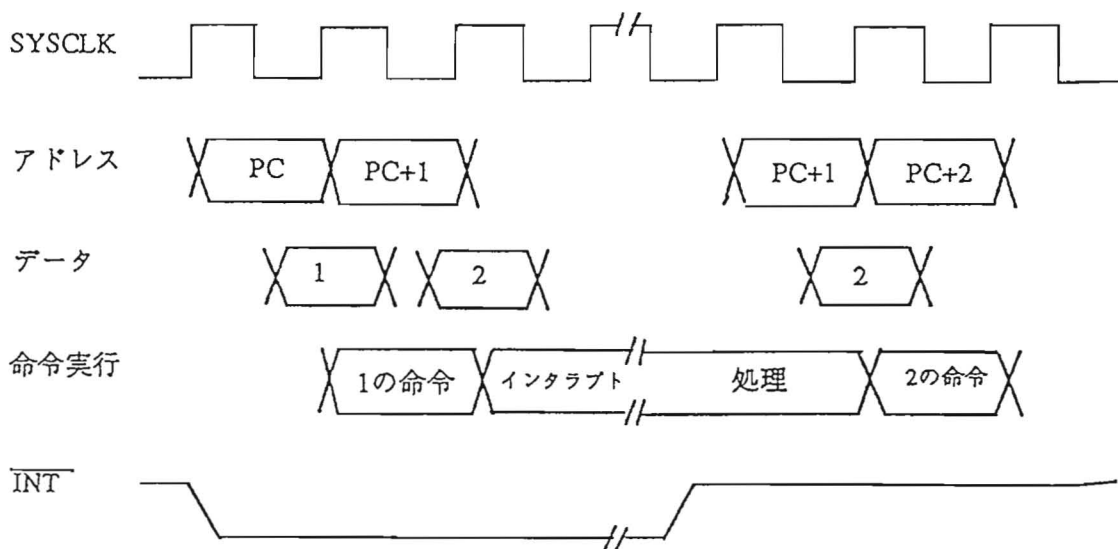 SYSCLK
アドレス PC PC+1 PC+1 PC+2
データ 1 2 2
命令実行 1の命令 インタラプト 処理 2の命令
INT